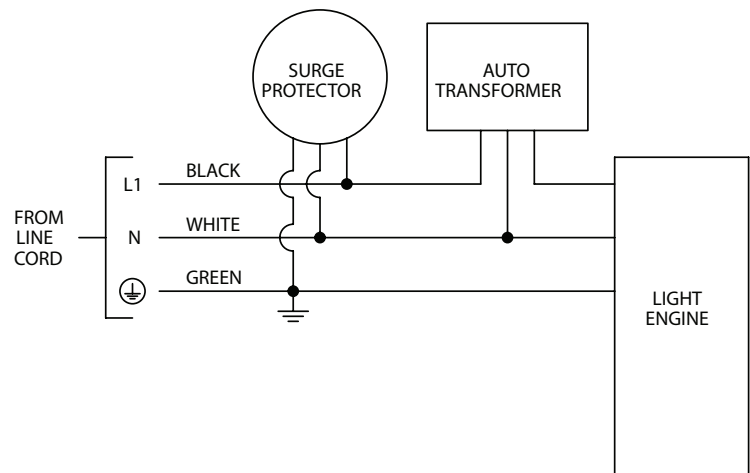 SURGE
PROTECTOR
AUTO
TRANSFORMER
L1
BLACK
FROM
LINE
CORD
N
WHITE
GREEN
LIGHT
ENGINE